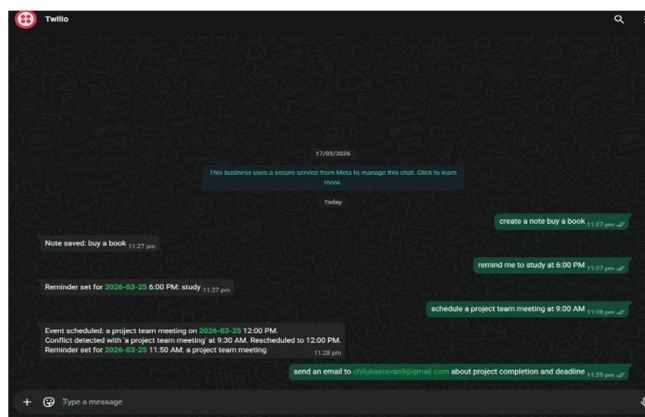 Twilio
17/03/2026
This business uses a secure service from Meta to manage this chat. Click to learn
more.
Today
create a note buy a book 11:27 pm
Note saved: buy a book 11:27 pm
remind me to study at 6:00 PM 11:27 pm
Reminder set for 2026-03-25 6:00 PM: study 11:27 pm
schedule a project team meeting at 9:00 AM 11:28 pm
Event scheduled: a project team meeting on 2026-03-25 12:00 PM.
Conflict detected with 'a project team meeting' at 9:30 AM. Rescheduled to 12:00 PM.
Reminder set for 2026-03-25 11:50 AM: a project team meeting 11:28 pm
send an email to chilukasravan9@gmail.com about project completion and deadline 11:29 pm
Type a message